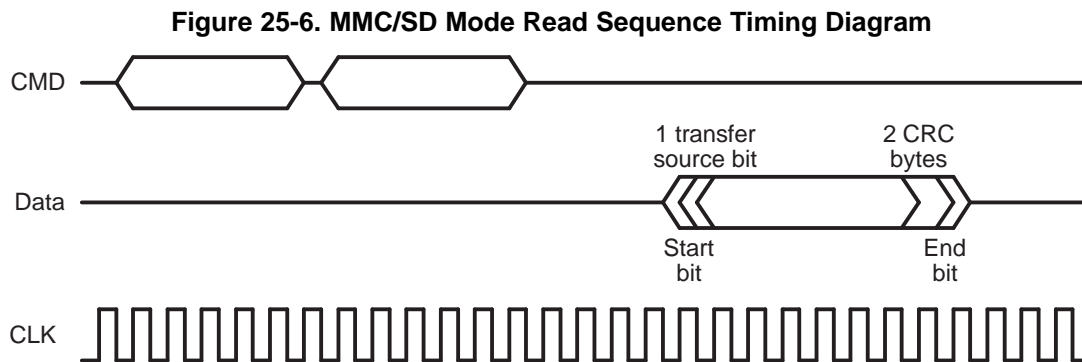 Figure 25-6. MMC/SD Mode Read Sequence Timing Diagram
CMD
1 transfer
source bit
2 CRC
bytes
Data
Start
bit
End
bit
CLK